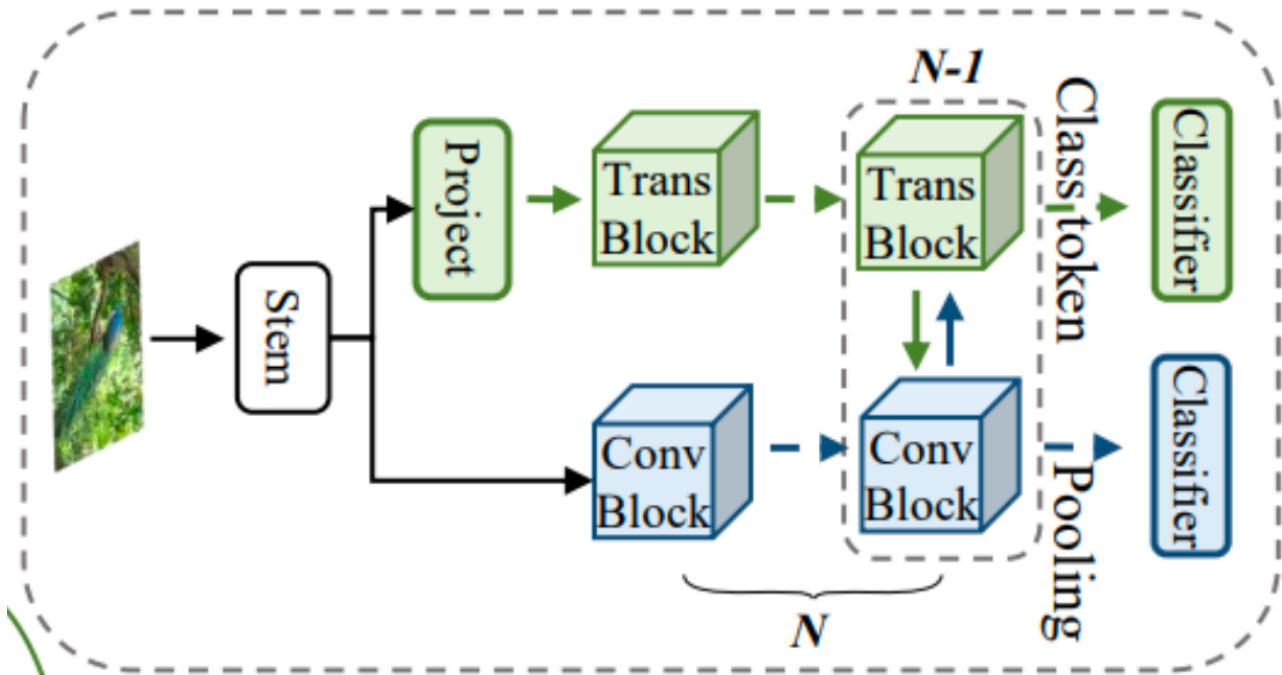 N-1
Project
Trans
Block
Trans
Block
Class token
Classifier
Stem
Conv
Block
Conv
Block
Pooling
Classifier
N